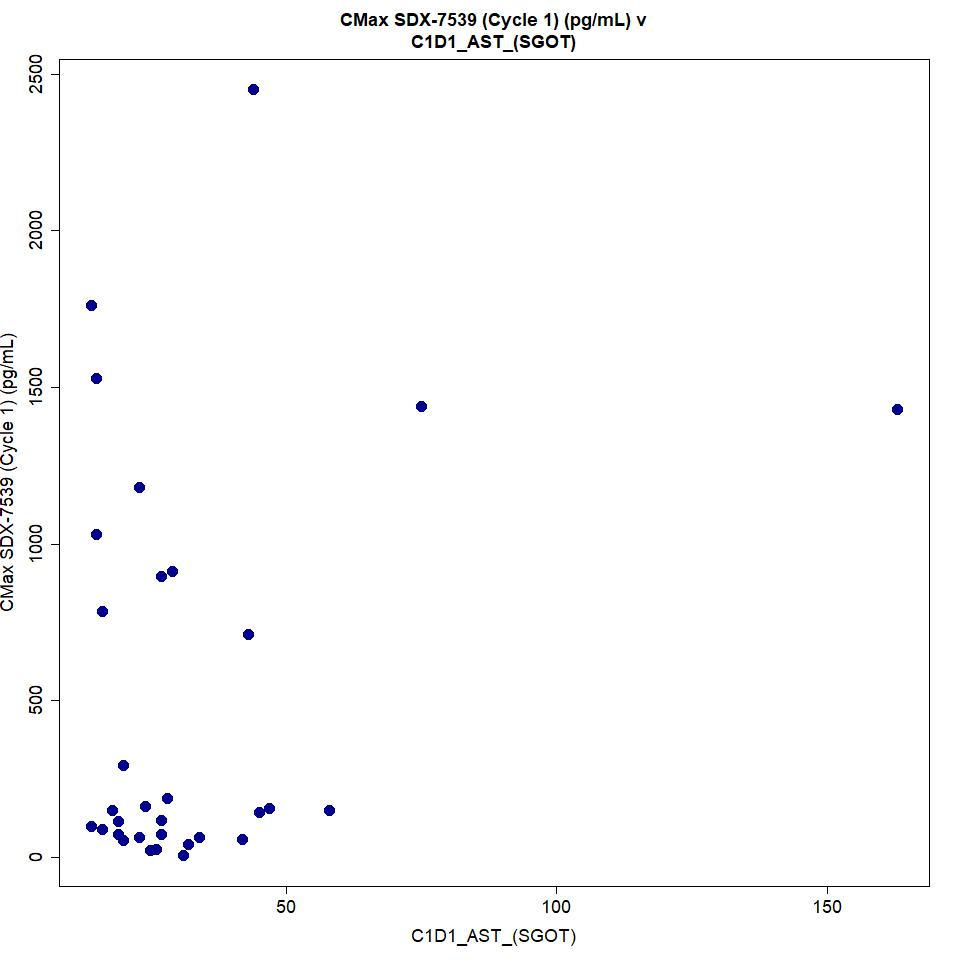 CMax SDX-7539 (Cycle 1) (pg/mL) v
C1D1_AST_(SGOT)
CMax SDX-7539 (Cycle 1) (pg/mL)
2500
2000
1500
1000
500
0
50 100 150
C1D1_AST_(SGOT)